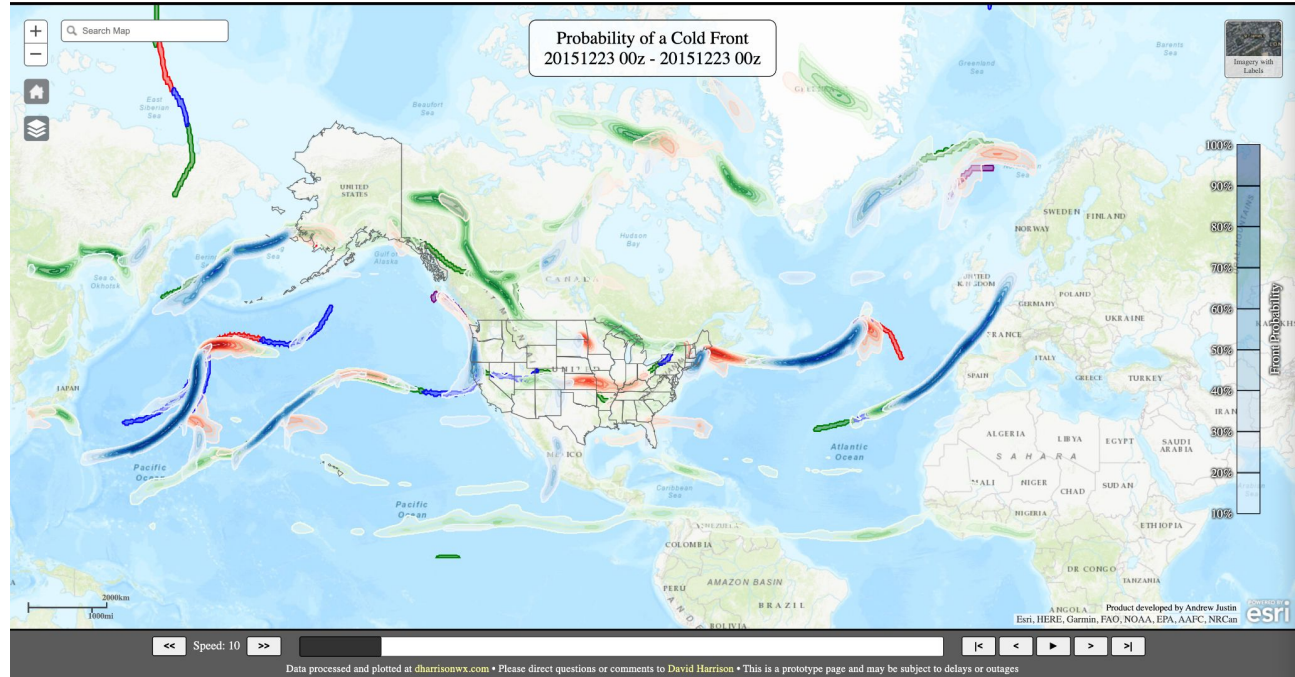 +
Search Map
−
Probability of a Cold Front
20151223 00z - 20151223 00z
Imagery with
Labels
Barents
Sea
Greenland
Sea
East
Siberian
Sea
Beaufort
Sea
UNITED
STATES
Hudson
Bay
SWEDEN
FINLAND
NORWAY
Sea of
Okhotsk
Gulf of
Alaska
UNITED
KINGDOM
POLAND
GERMANY
UKRAINE
FRANCE
ITALY
SPAIN
GREECE
TURKEY
JAPAN
IRAN
ALGERIA
LIBYA
EGYPT
SAUDI
ARABIA
SAHARA
Atlantic
Ocean
Pacific
MEXICO
MALI
NIGER
CHAD
SUDAN
Caribbean
Sea
NIGERIA
ETHIOPIA
Pacific
Ocean
VENEZUELA
COLOMBIA
DR CONGO
TANZANIA
PERU
AMAZON BASIN
BRAZIL
ANGOLA
BOLIVIA
100%
90%
80%
70%
60%
50%
40%
30%
20%
10%
Front Probability
2000km
1000mi
Product developed by Andrew Justin
Esri, HERE, Garmin, FAO, NOAA, EPA, AAFC, NRCan
POWERED BY
esri
<< Speed: 10 >>
|< < ► > >|
Data processed and plotted at dharrisonwx.com • Please direct questions or comments to David Harrison • This is a prototype page and may be subject to delays or outages